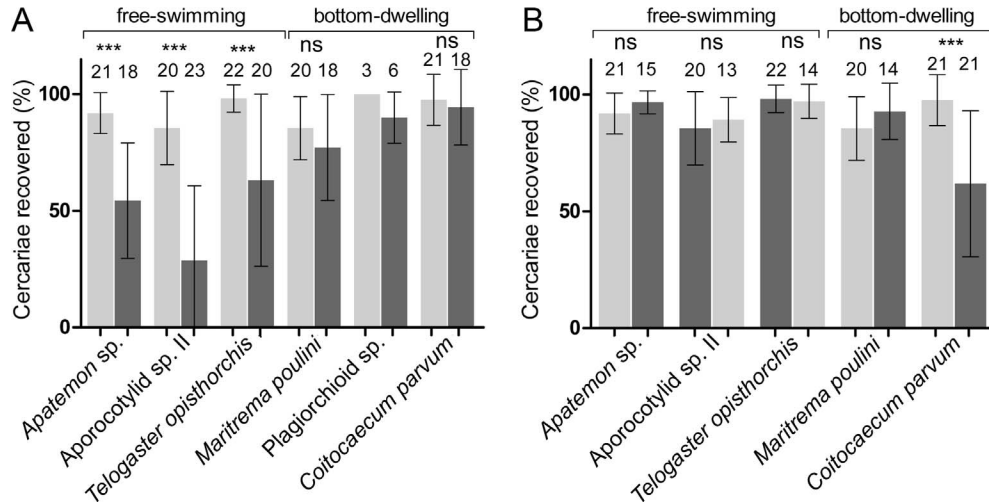 A
free-swimming
bottom-dwelling
*** *** *** ns ns
21 18 20 23 22 20 20 18 3 6 21 18
Cercariae recovered (%)
100
50
0
Apatemon sp.
Aporocotylid sp. II
Telogaster opisthorchis
Maritrema poulini
Plagiorchioid sp.
Coitocaecum parvum
B
free-swimming
bottom-dwelling
ns ns ns ns ***
21 15 20 13 22 14 20 14 21 21
Cercariae recovered (%)
100
50
0
Apatemon sp.
Aporocotylid sp. II
Telogaster opisthorchis
Maritrema poulini
Coitocaecum parvum